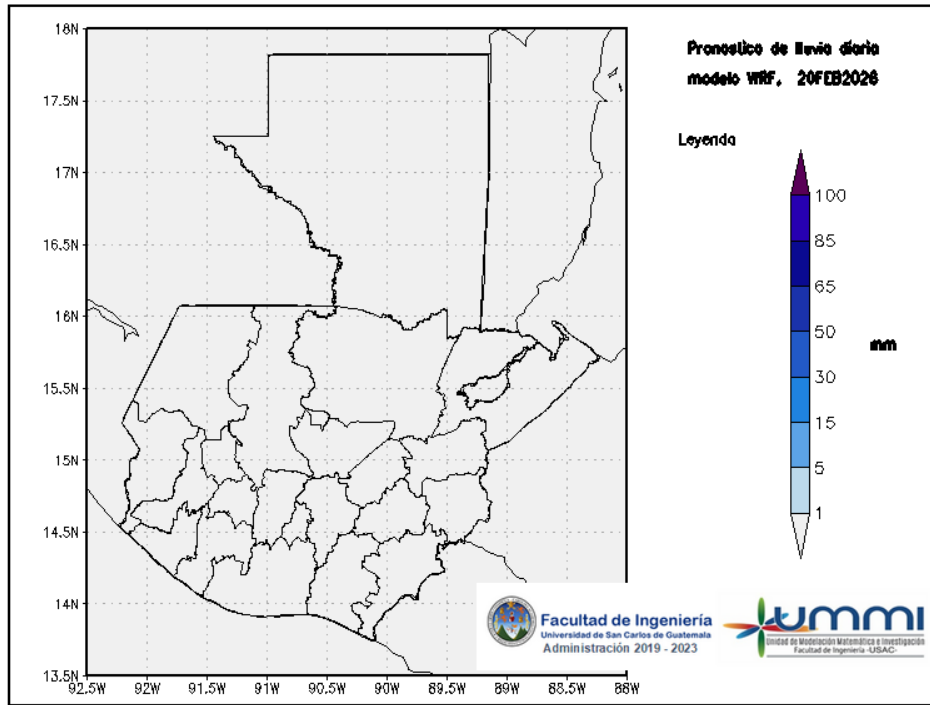 Pronostico de lluvia diaria
modelo WRF, 20FEB2026
Leyenda
100
85
65
50
30
15
5
1
mm
18N
17.5N
17N
16.5N
16N
15.5N
15N
14.5N
14N
13.5N
92.5W
92W
91.5W
91W
90.5W
90W
89.5W
89W
88.5W
88W
Facultad de Ingeniería
Universidad de San Carlos de Guatemala
Administración 2019 - 2023
ummi
Unidad de Modelación Matemática e Investigación
Facultad de Ingeniería -USAC-